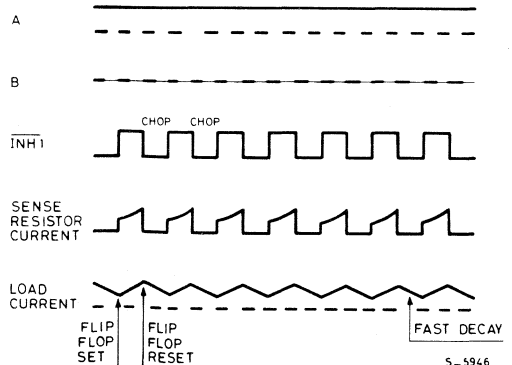 A
B
CHOP CHOP
INH1
SENSE
RESISTOR
CURRENT
LOAD
CURRENT
FLIP
FLOP
SET
FLIP
FLOP
RESET
FAST DECAY
S-5946